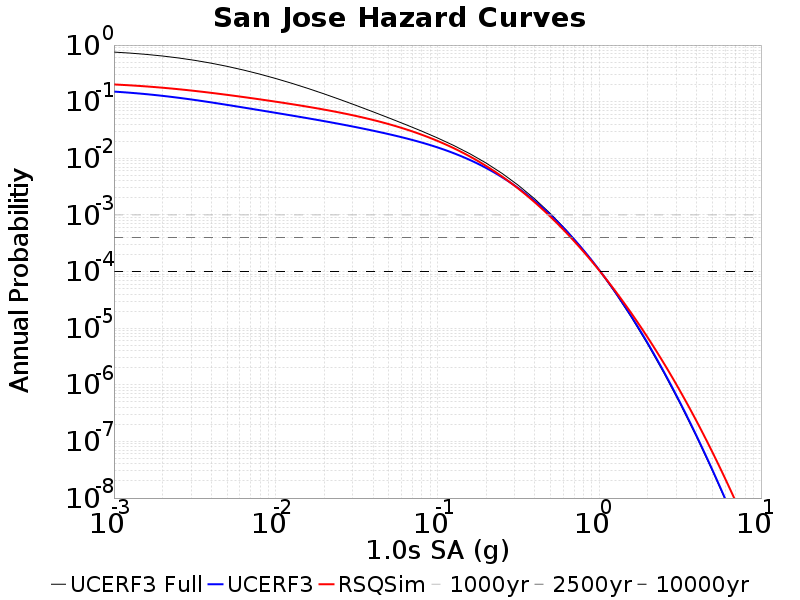 San Jose Hazard Curves
Annual Probabilitiy
10^0
10^-1
10^-2
10^-3
10^-4
10^-5
10^-6
10^-7
10^-8
10^-3 10^-2 10^-1 10^0 10^1
1.0s SA (g)
UCERF3 Full UCERF3 RSQSim 1000yr 2500yr 10000yr